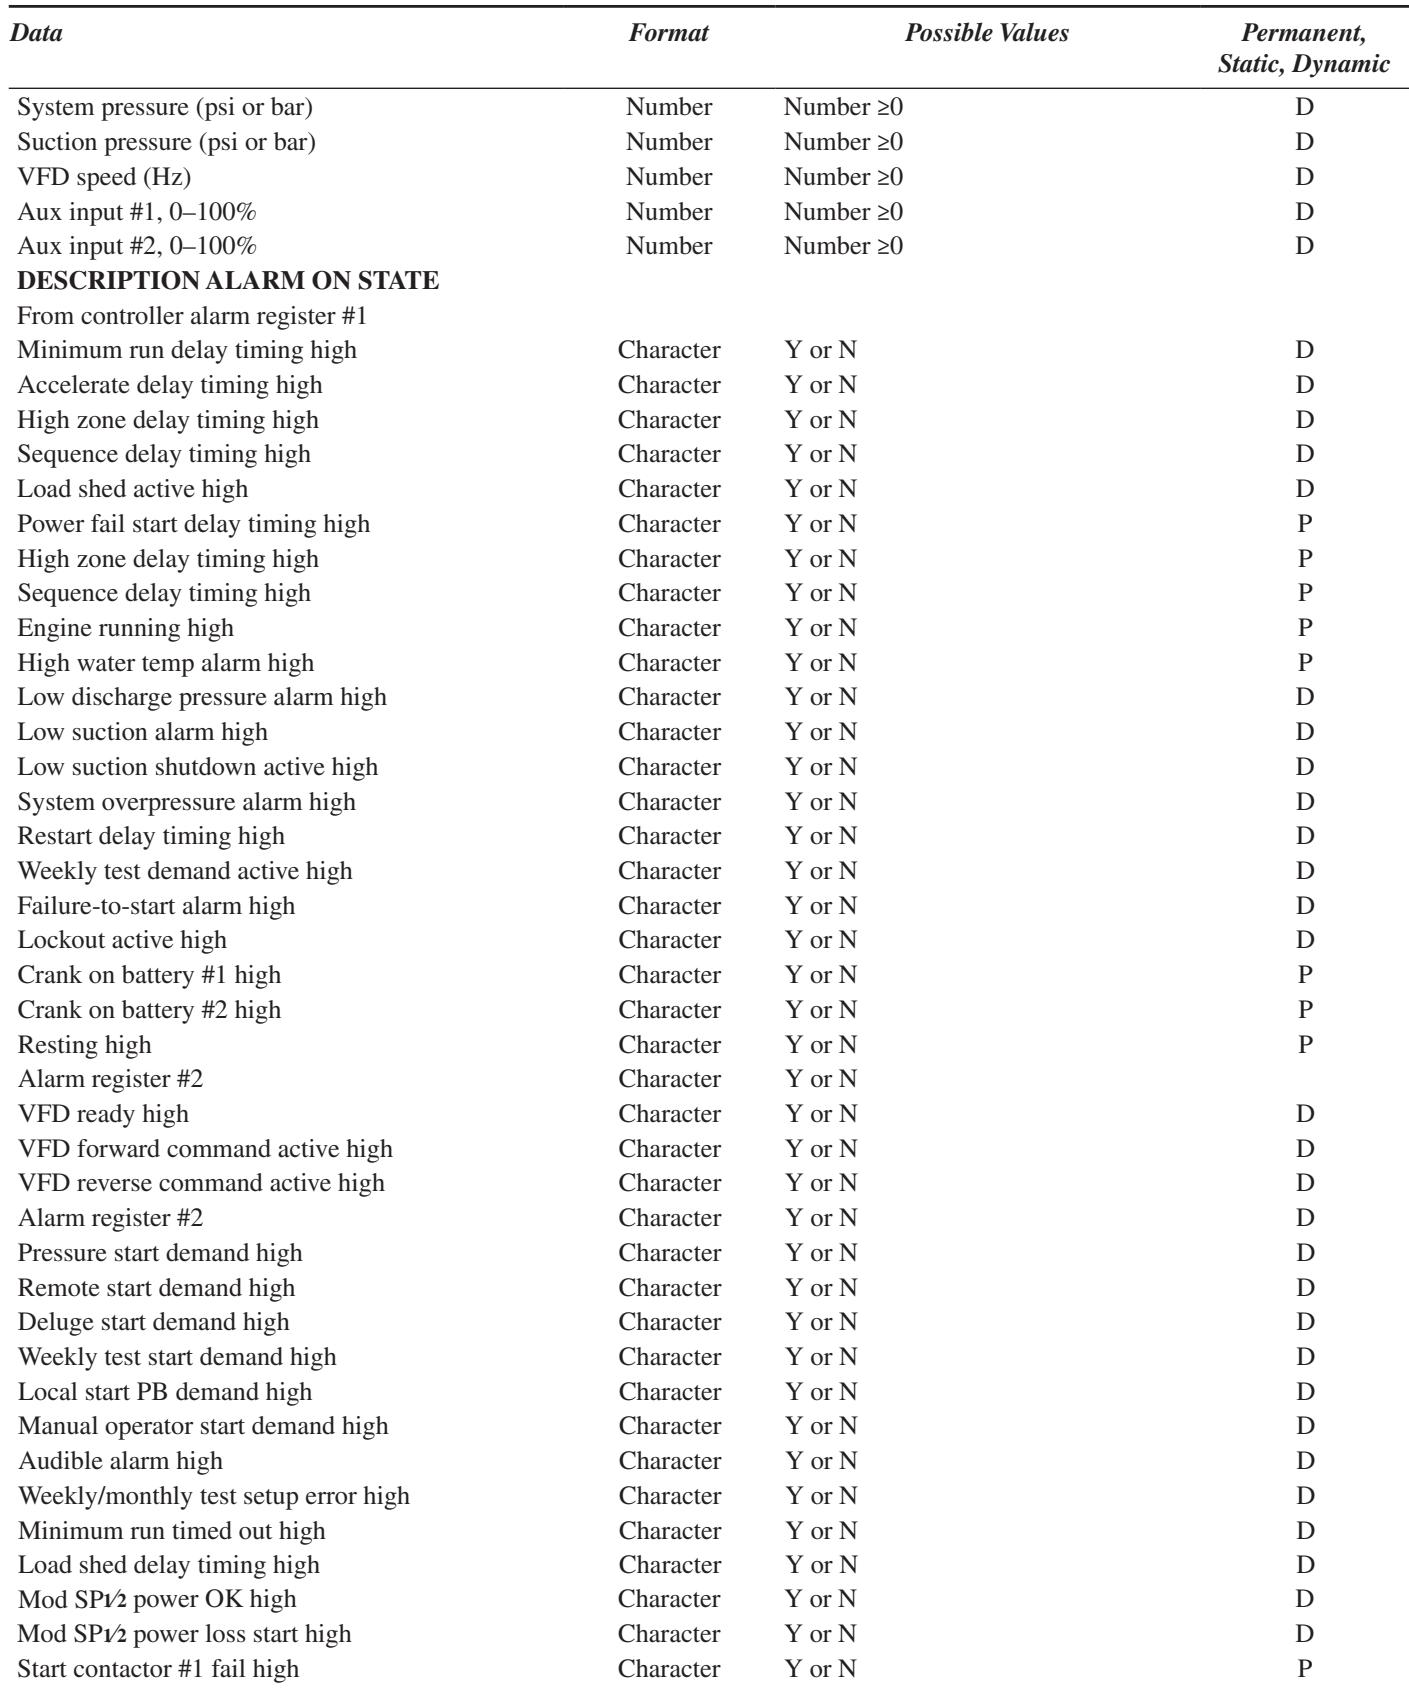 Data Format Possible Values Permanent,
Static, Dynamic
System pressure (psi or bar) Number Number ≥0 D
Suction pressure (psi or bar) Number Number ≥0 D
VFD speed (Hz) Number Number ≥0 D
Aux input #1, 0–100% Number Number ≥0 D
Aux input #2, 0–100% Number Number ≥0 D
DESCRIPTION ALARM ON STATE
From controller alarm register #1
Minimum run delay timing high Character Y or N D
Accelerate delay timing high Character Y or N D
High zone delay timing high Character Y or N D
Sequence delay timing high Character Y or N D
Load shed active high Character Y or N D
Power fail start delay timing high Character Y or N P
High zone delay timing high Character Y or N P
Sequence delay timing high Character Y or N P
Engine running high Character Y or N P
High water temp alarm high Character Y or N P
Low discharge pressure alarm high Character Y or N D
Low suction alarm high Character Y or N D
Low suction shutdown active high Character Y or N D
System overpressure alarm high Character Y or N D
Restart delay timing high Character Y or N D
Weekly test demand active high Character Y or N D
Failure-to-start alarm high Character Y or N D
Lockout active high Character Y or N D
Crank on battery #1 high Character Y or N P
Crank on battery #2 high Character Y or N P
Resting high Character Y or N P
Alarm register #2 Character Y or N
VFD ready high Character Y or N D
VFD forward command active high Character Y or N D
VFD reverse command active high Character Y or N D
Alarm register #2 Character Y or N D
Pressure start demand high Character Y or N D
Remote start demand high Character Y or N D
Deluge start demand high Character Y or N D
Weekly test start demand high Character Y or N D
Local start PB demand high Character Y or N D
Manual operator start demand high Character Y or N D
Audible alarm high Character Y or N D
Weekly/monthly test setup error high Character Y or N D
Minimum run timed out high Character Y or N D
Load shed delay timing high Character Y or N D
Mod SP1⁄2 power OK high Character Y or N D
Mod SP1⁄2 power loss start high Character Y or N D
Start contactor #1 fail high Character Y or N P